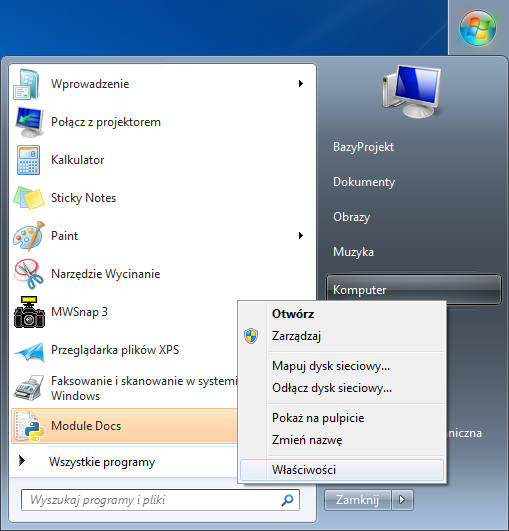 Wprowadzenie
Połącz z projektorem
Kalkulator
Sticky Notes
Paint
Narzędzie Wycinanie
MWSnap 3
Przeglądarka plików XPS
Faksowanie i skanowanie w systemi
Windows
Module Docs
Wszystkie programy
Wyszukaj programy i pliki
BazyProjekt
Dokumenty
Obrazy
Muzyka
Komputer
Otwórz
Zarządzaj
Mapuj dysk sieciowy...
Odłącz dysk sieciowy...
Pokaż na pulpicie
Zmień nazwę
Właściwości
niczna
Zamknij